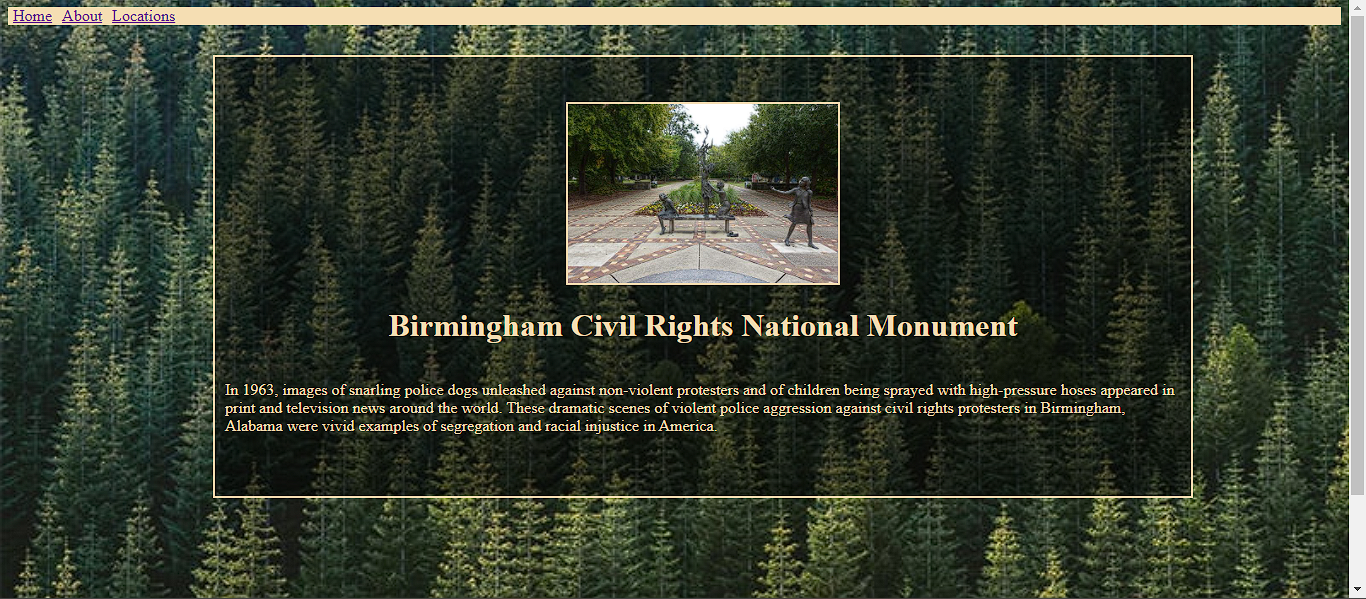 Home About Locations
Birmingham Civil Rights National Monument
In 1963, images of snarling police dogs unleashed against non-violent protesters and of children being sprayed with high-pressure hoses appeared in
print and television news around the world. These dramatic scenes of violent police aggression against civil rights protesters in Birmingham,
Alabama were vivid examples of segregation and racial injustice in America.